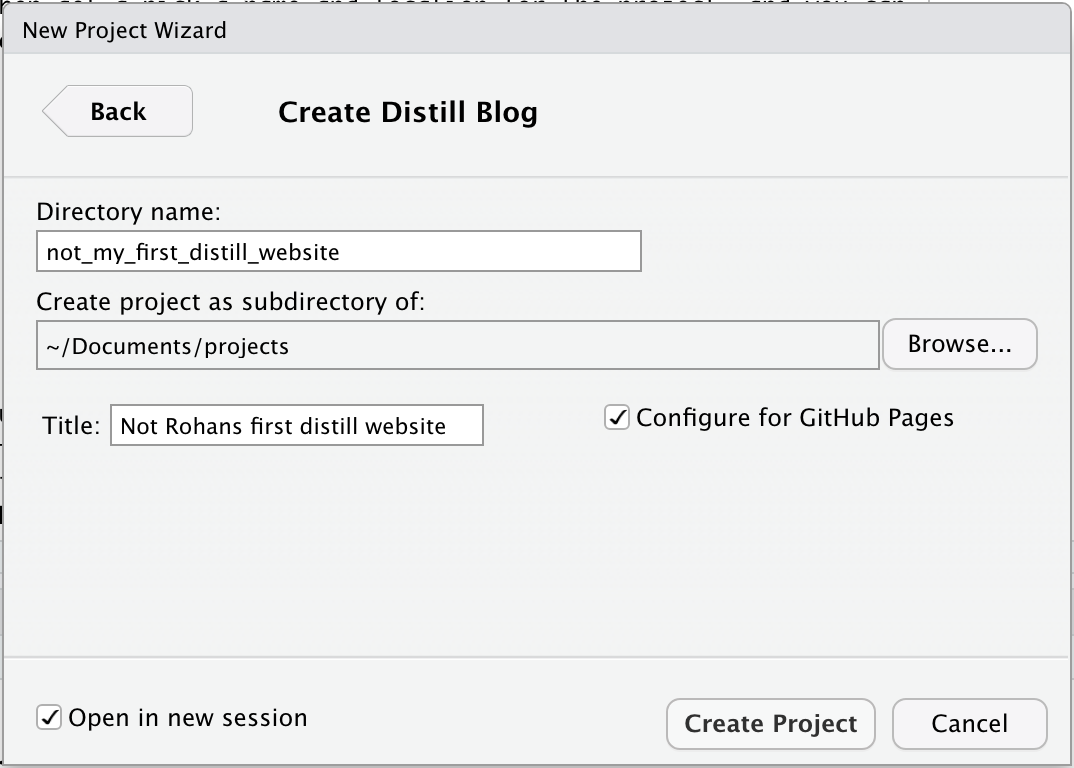 New Project Wizard
Back
Create Distill Blog
Directory name:
not_my_first_distill_website
Create project as subdirectory of:
~/Documents/projects
Browse...
Title: Not Rohans first distill website
Configure for GitHub Pages
Open in new session
Create Project
Cancel